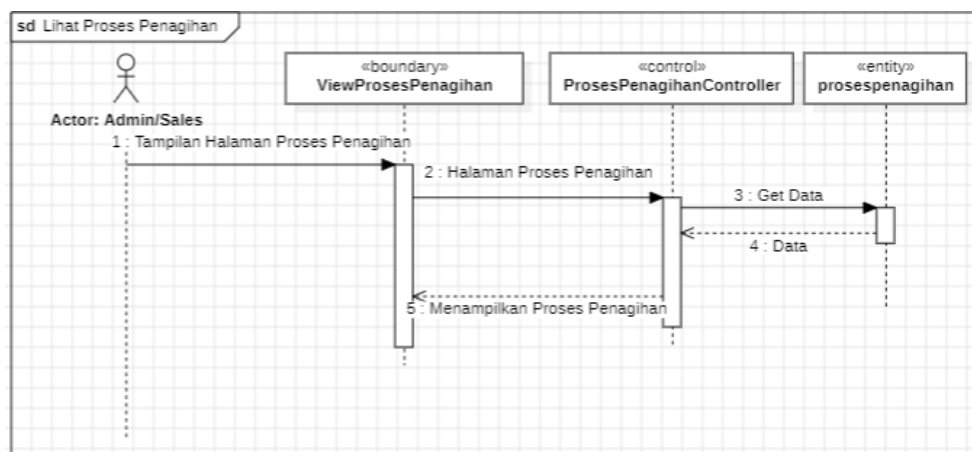 sd Lihat Proses Penagihan
«boundary»
ViewProsesPenagihan
«control»
ProsesPenagihanController
«entity»
prosespenagihan
Actor: Admin/Sales
1 : Tampilan Halaman Proses Penagihan
2 : Halaman Proses Penagihan
3 : Get Data
4 : Data
5 : Menampilkan Proses Penagihan